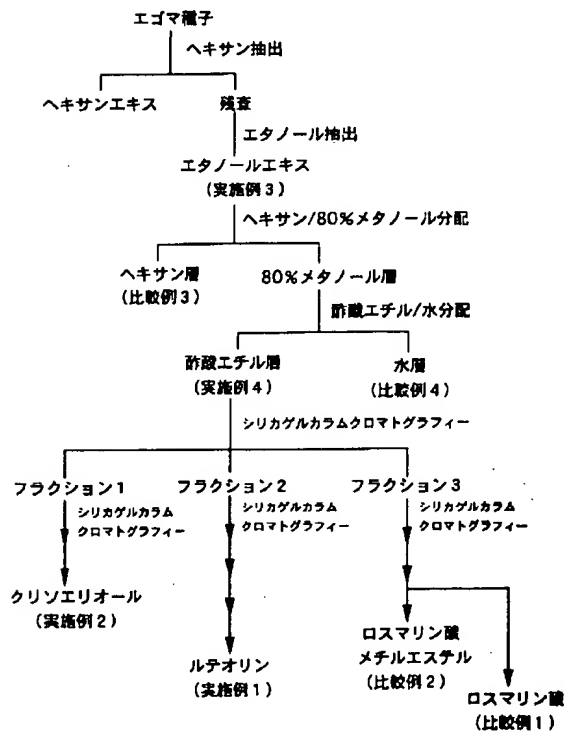 エゴマ種子
ヘキサン抽出
ヘキサンエキス 残査
エタノール抽出
エタノールエキス
(実施例3)
ヘキサン/80%メタノール分配
ヘキサン層
(比較例3)
80%メタノール層
酢酸エチル/水分配
酢酸エチル層
(実施例4)
水層
(比較例4)
シリカゲルカラムクロマトグラフィー
フラクション1
シリカゲルカラム
クロマトグラフィー
クリソエリオール
(実施例2)
フラクション2
シリカゲルカラム
クロマトグラフィー
ルテオリン
(実施例1)
フラクション3
シリカゲルカラム
クロマトグラフィー
ロスマリン酸
メチルエステル
(比較例2)
ロスマリン酸
(比較例1)